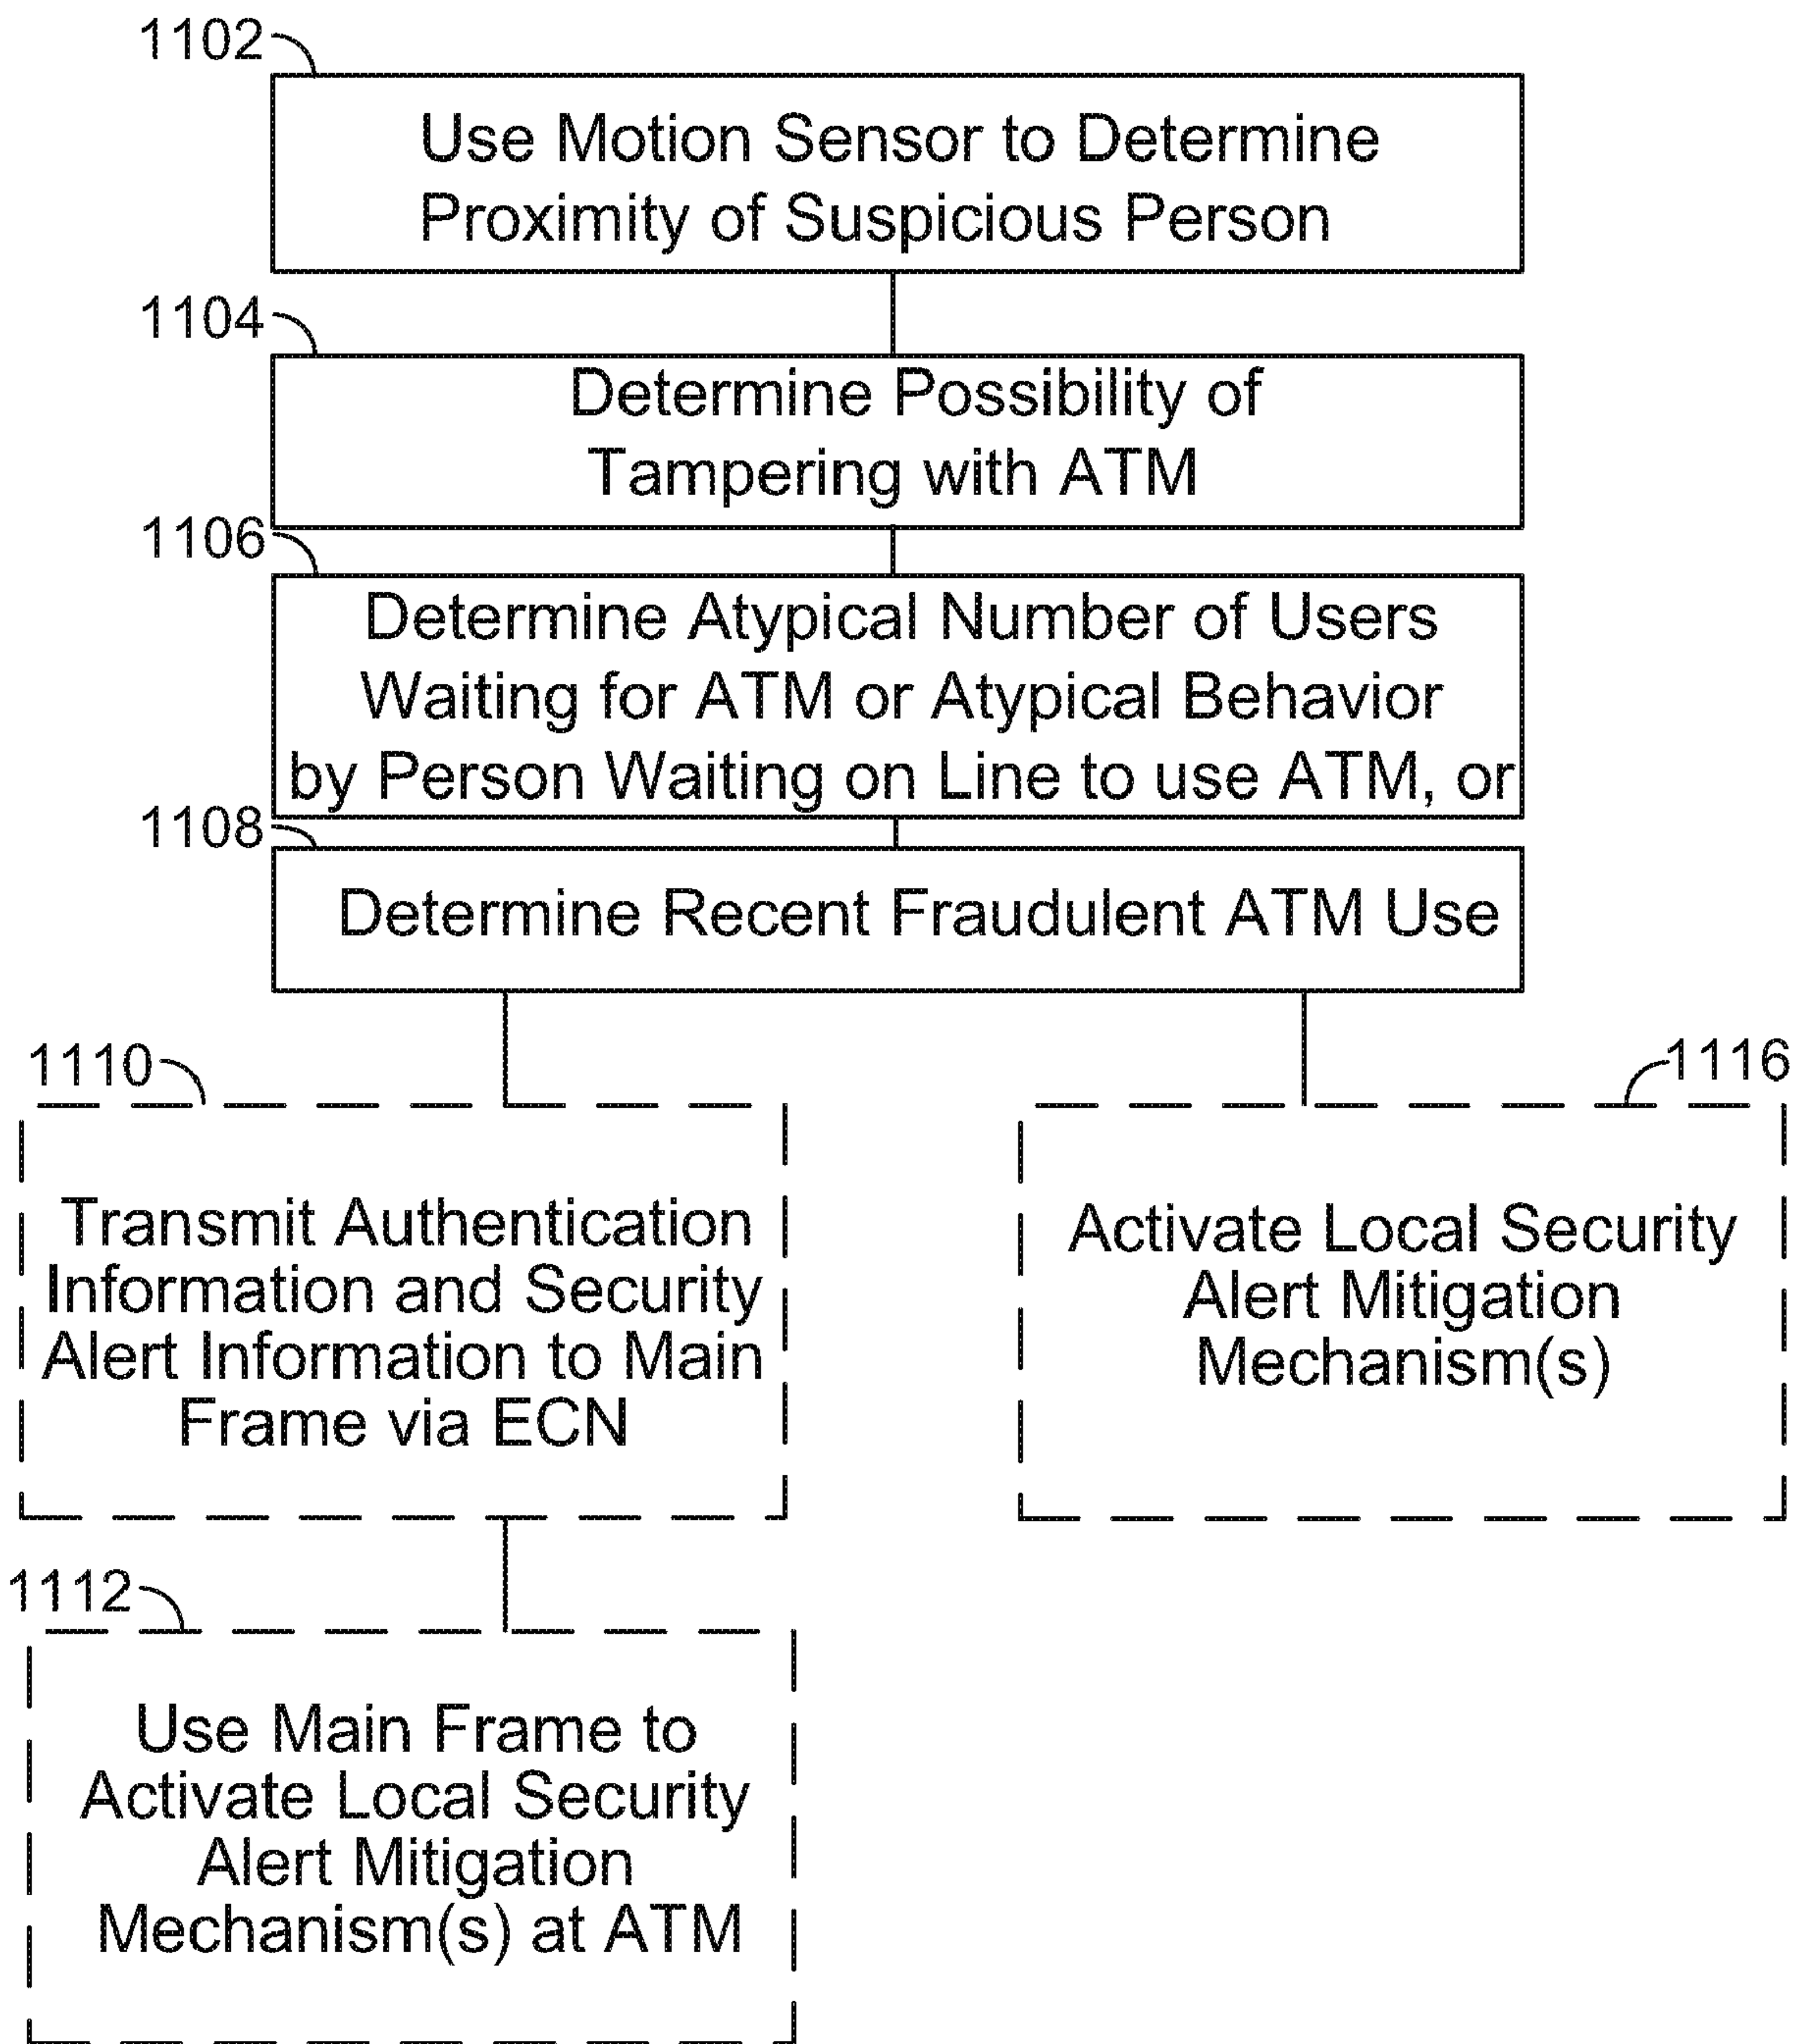 1102
Use Motion Sensor to Determine
Proximity of Suspicious Person
1104
Determine Possibility of
Tampering with ATM
1106
Determine Atypical Number of Users
Waiting for ATM or Atypical Behavior
by Person Waiting on Line to use ATM, or
1108
Determine Recent Fraudulent ATM Use
1110
Transmit Authentication
Information and Security
Alert Information to Main
Frame via ECN
1116
Activate Local Security
Alert Mitigation
Mechanism(s)
1112
Use Main Frame to
Activate Local Security
Alert Mitigation
Mechanism(s) at ATM